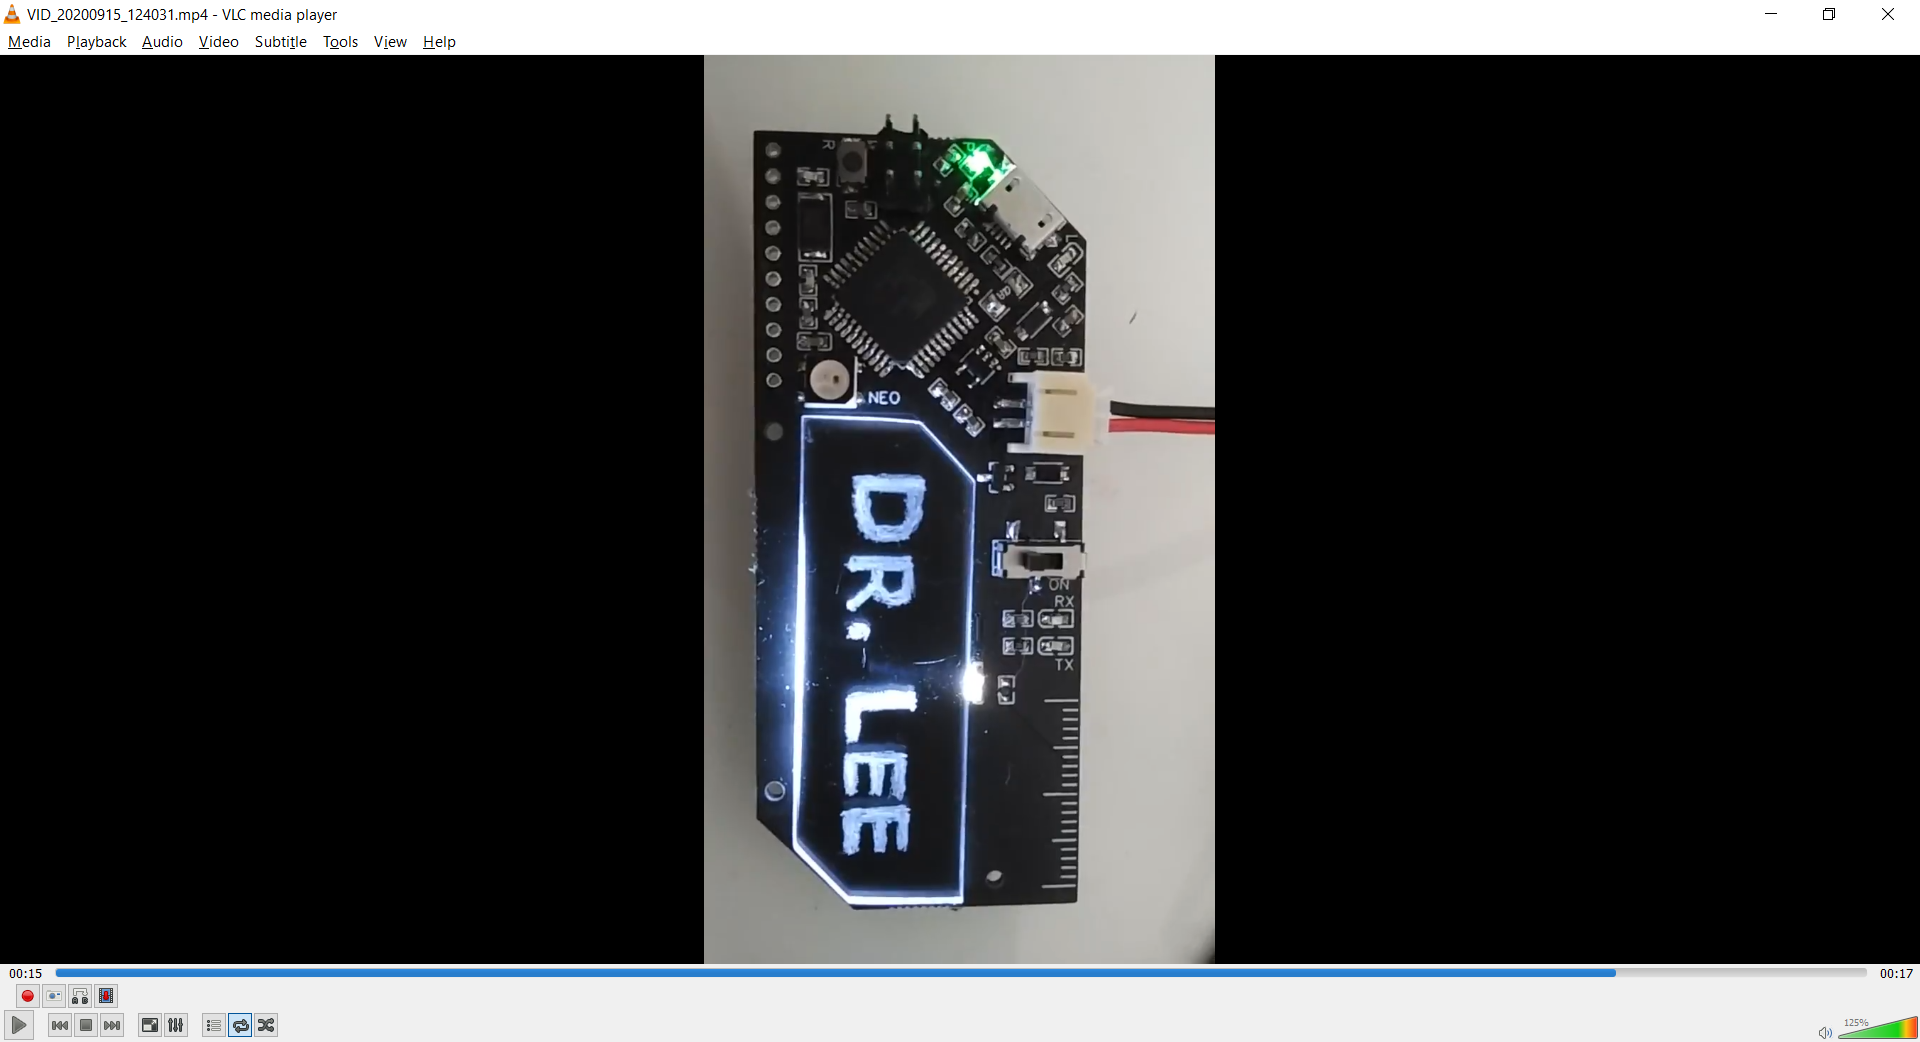 VID_20200915_124031.mp4 - VLC media player
Media Playback Audio Video Subtitle Tools View Help
R
P
L
NEO
DR. LEE
ON
RX
TX
00:15
00:17
125%